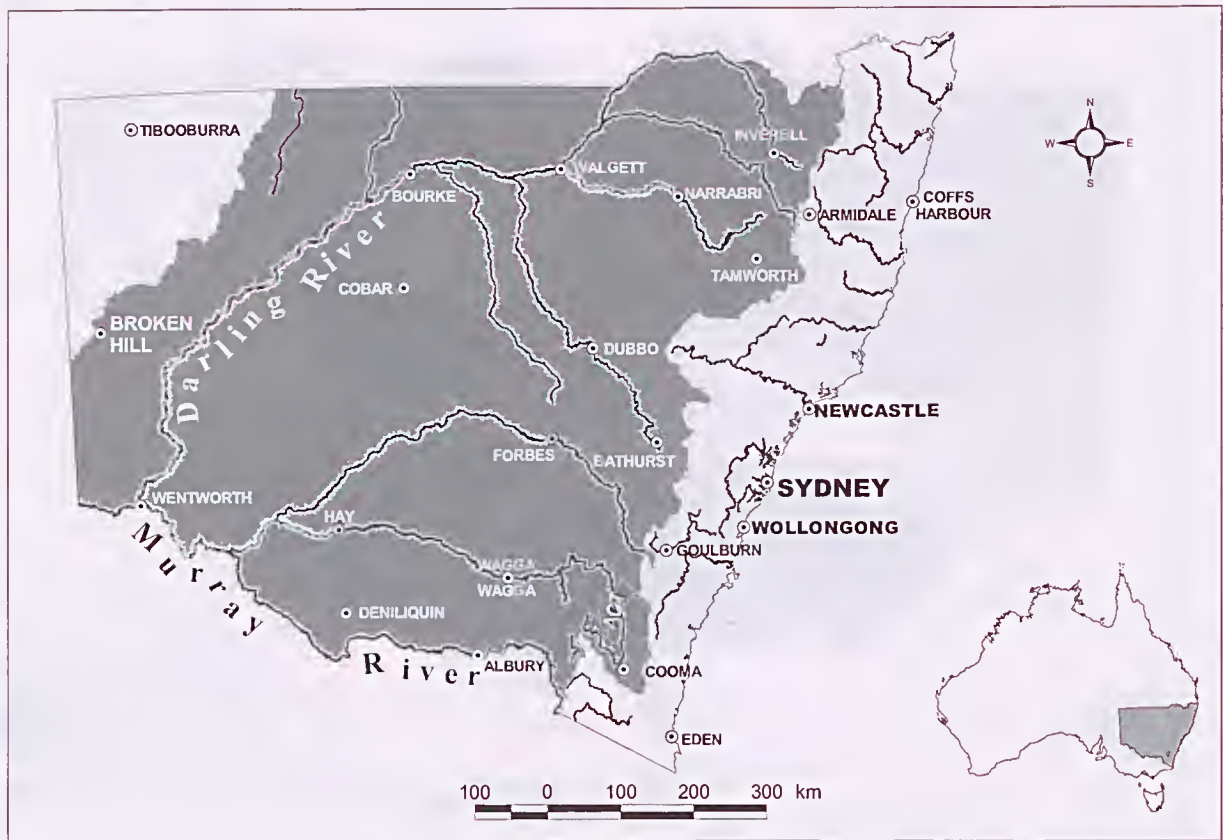 N
W E
S
TIBOOBURRA
INVERELL
WALGETT
BOURKE
NARRABRI
ARMIDALE
COFFS
HARBOUR
TAMWORTH
COBAR
Darling River
BROKEN
HILL
DUBBO
NEWCASTLE
FORBES
BATHURST
SYDNEY
WENTWORTH
HAY
WOLLONGONG
GOULBURN
WAGGA
WAGGA
Murray River
DENILIQUIN
ALBURY
COOMA
EDEN
100 0 100 200 300 km